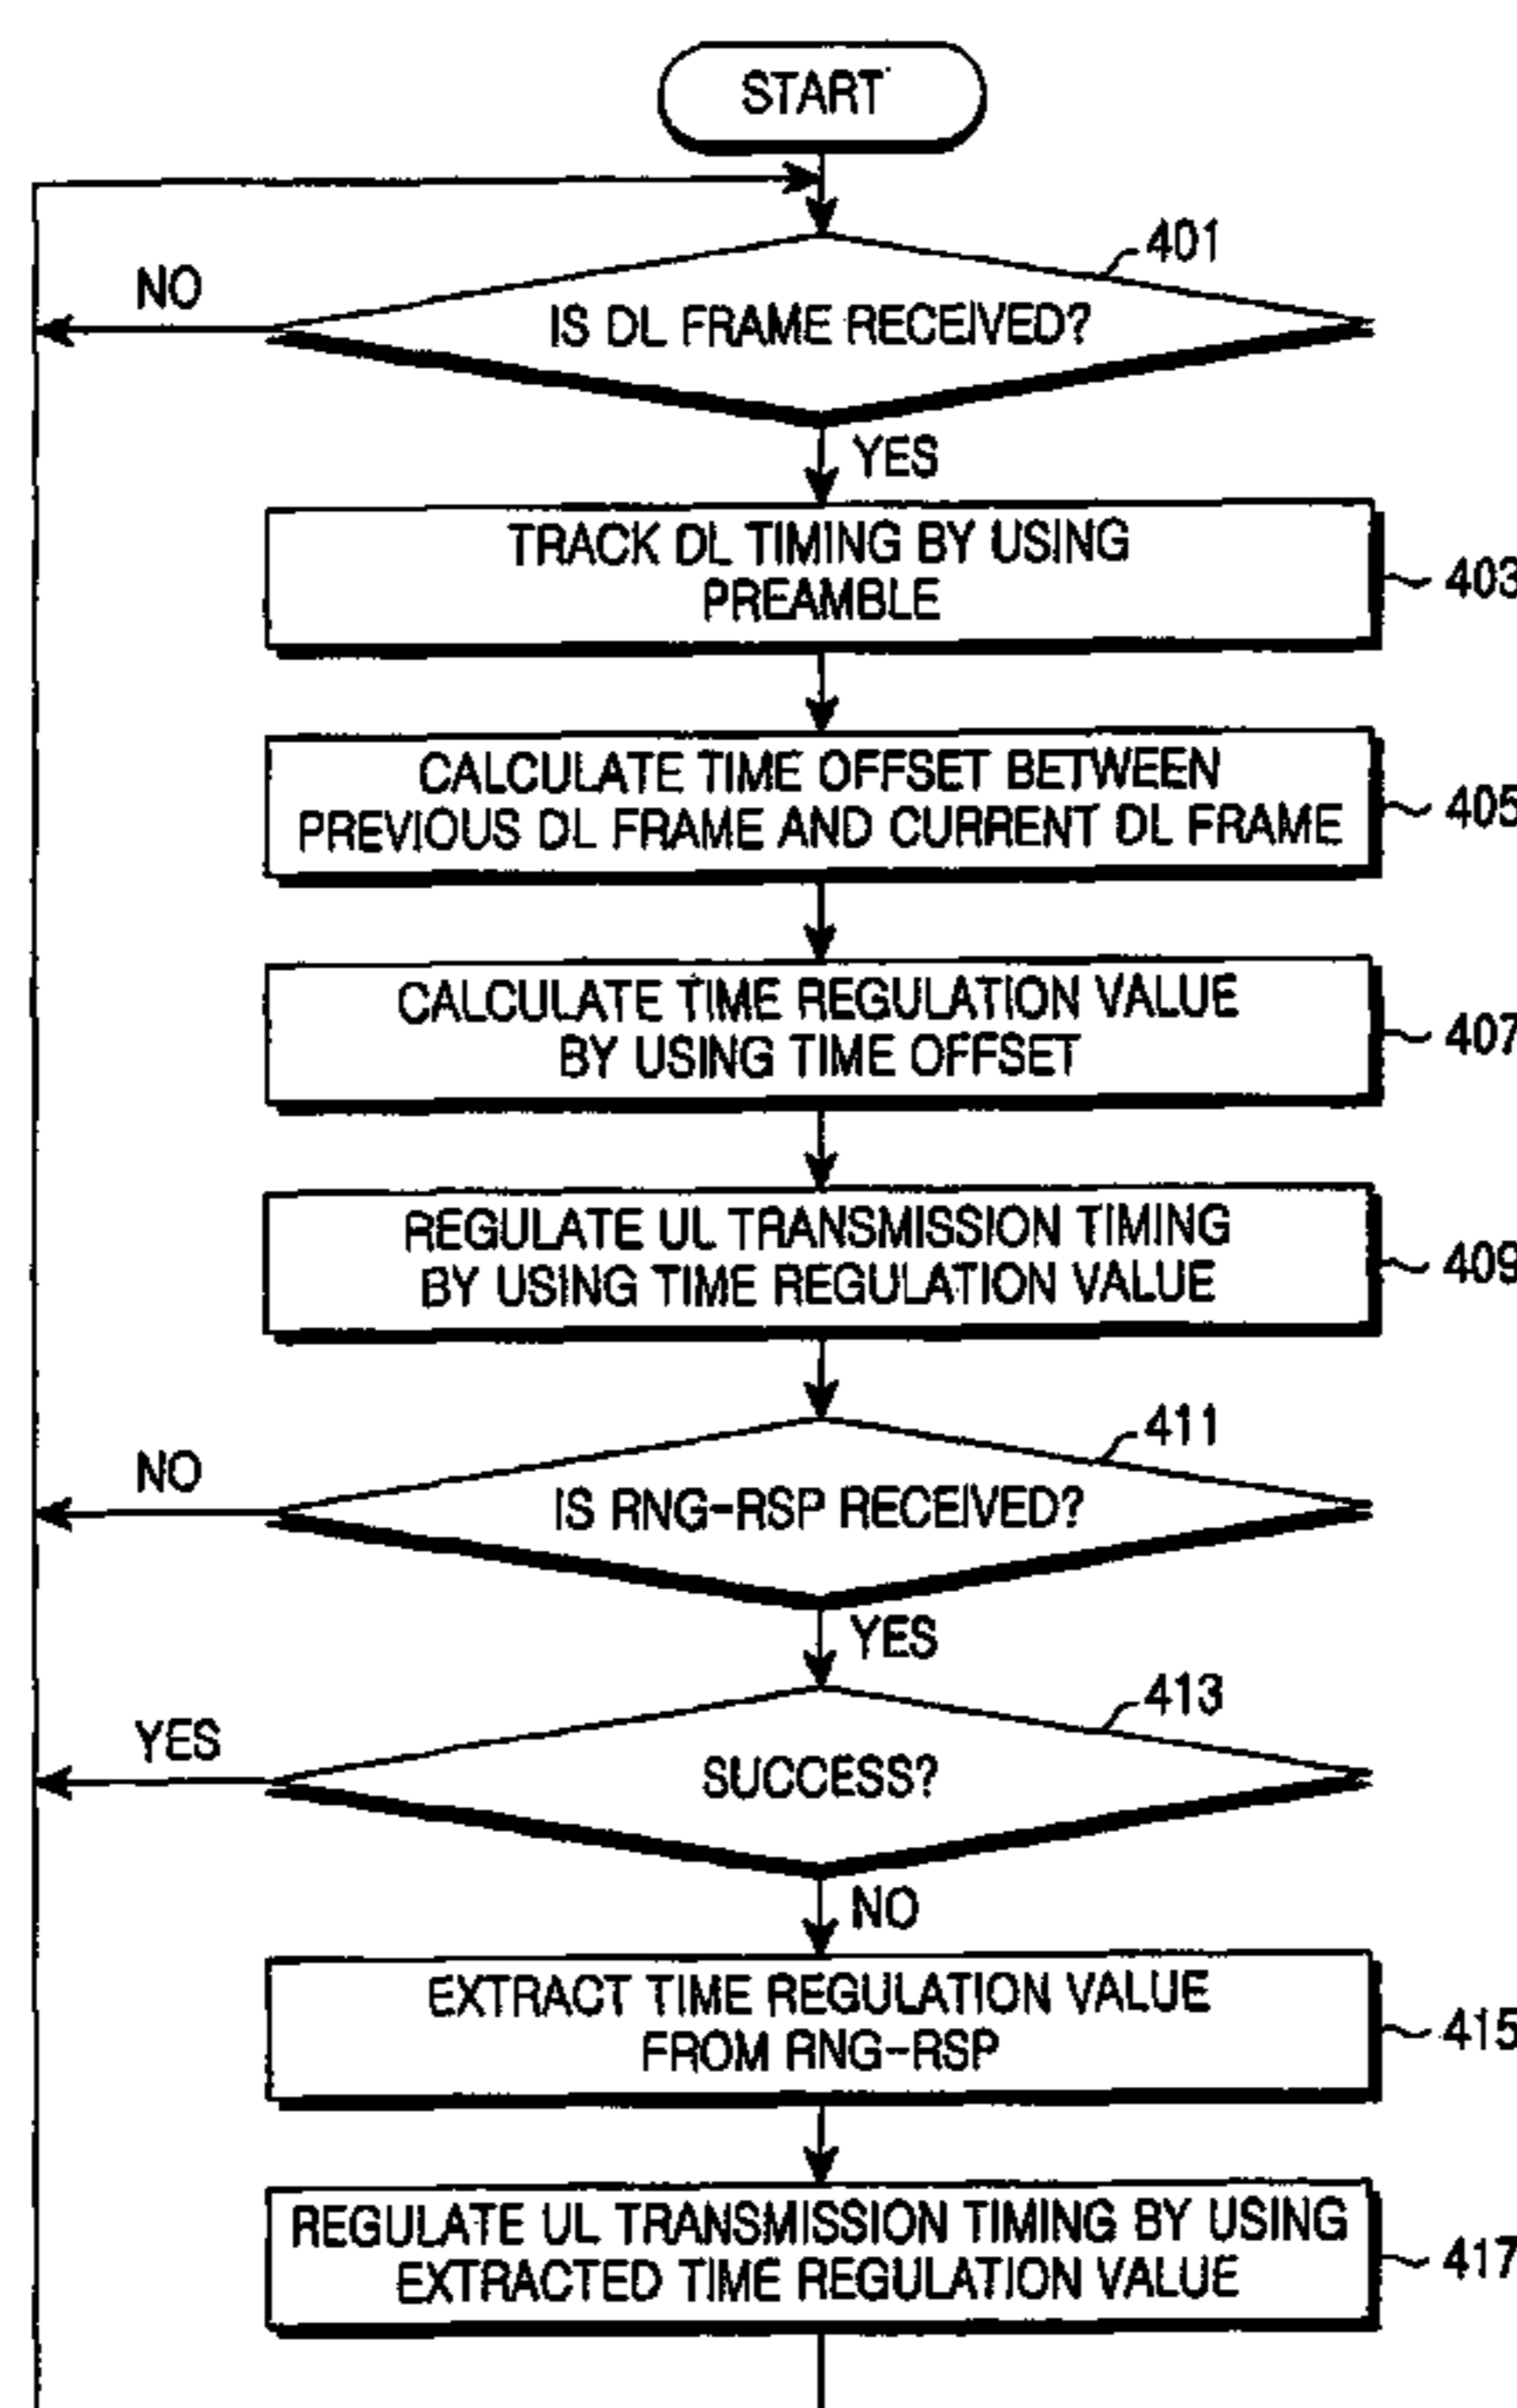 START
401
NO
IS DL FRAME RECEIVED?
YES
TRACK DL TIMING BY USING
PREAMBLE
403
CALCULATE TIME OFFSET BETWEEN
PREVIOUS DL FRAME AND CURRENT DL FRAME
405
CALCULATE TIME REGULATION VALUE
BY USING TIME OFFSET
407
REGULATE UL TRANSMISSION TIMING
BY USING TIME REGULATION VALUE
409
411
NO
IS RNG-RSP RECEIVED?
YES
413
YES
SUCCESS?
NO
EXTRACT TIME REGULATION VALUE
FROM RNG-RSP
415
REGULATE UL TRANSMISSION TIMING BY USING
EXTRACTED TIME REGULATION VALUE
417